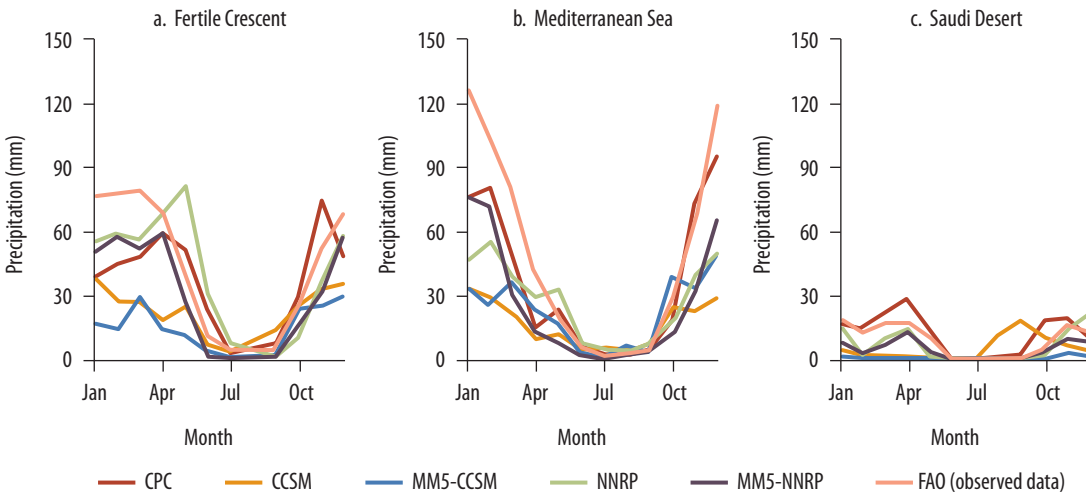 a. Fertile Crescent
Precipitation (mm)
150
120
90
60
30
0
Jan Apr Jul Oct
Month
b. Mediterranean Sea
Precipitation (mm)
150
120
90
60
30
0
Jan Apr Jul Oct
Month
c. Saudi Desert
Precipitation (mm)
150
120
90
60
30
0
Jan Apr Jul Oct
Month
CPC CCSM MM5-CCSM NNRP MM5-NNRP FAO (observed data)